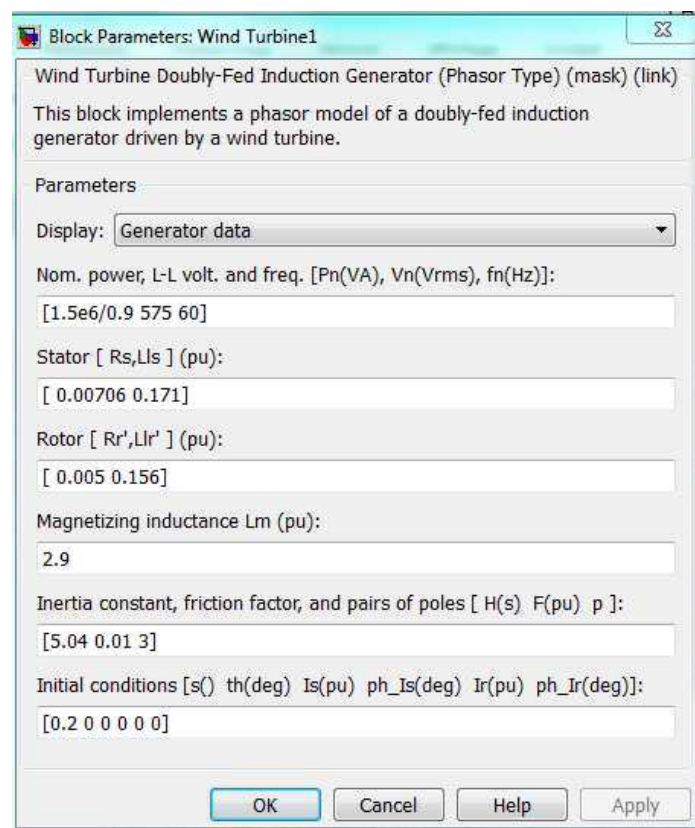 Block Parameters: Wind Turbine1
Wind Turbine Doubly-Fed Induction Generator (Phasor Type) (mask) (link)
This block implements a phasor model of a doubly-fed induction
generator driven by a wind turbine.
Parameters
Display: Generator data
Nom. power, L-L volt. and freq. [Pn(VA), Vn(Vrms), fn(Hz)]:
[1.5e6/0.9 575 60]
Stator [ Rs,Lls ] (pu):
[ 0.00706 0.171]
Rotor [ Rr',Llr' ] (pu):
[ 0.005 0.156]
Magnetizing inductance Lm (pu):
2.9
Inertia constant, friction factor, and pairs of poles [ H(s) F(pu) p ]:
[5.04 0.01 3]
Initial conditions [s() th(deg) Is(pu) ph_Is(deg) Ir(pu) ph_Ir(deg)]:
[0.2 0 0 0 0 0]
OK Cancel Help Apply